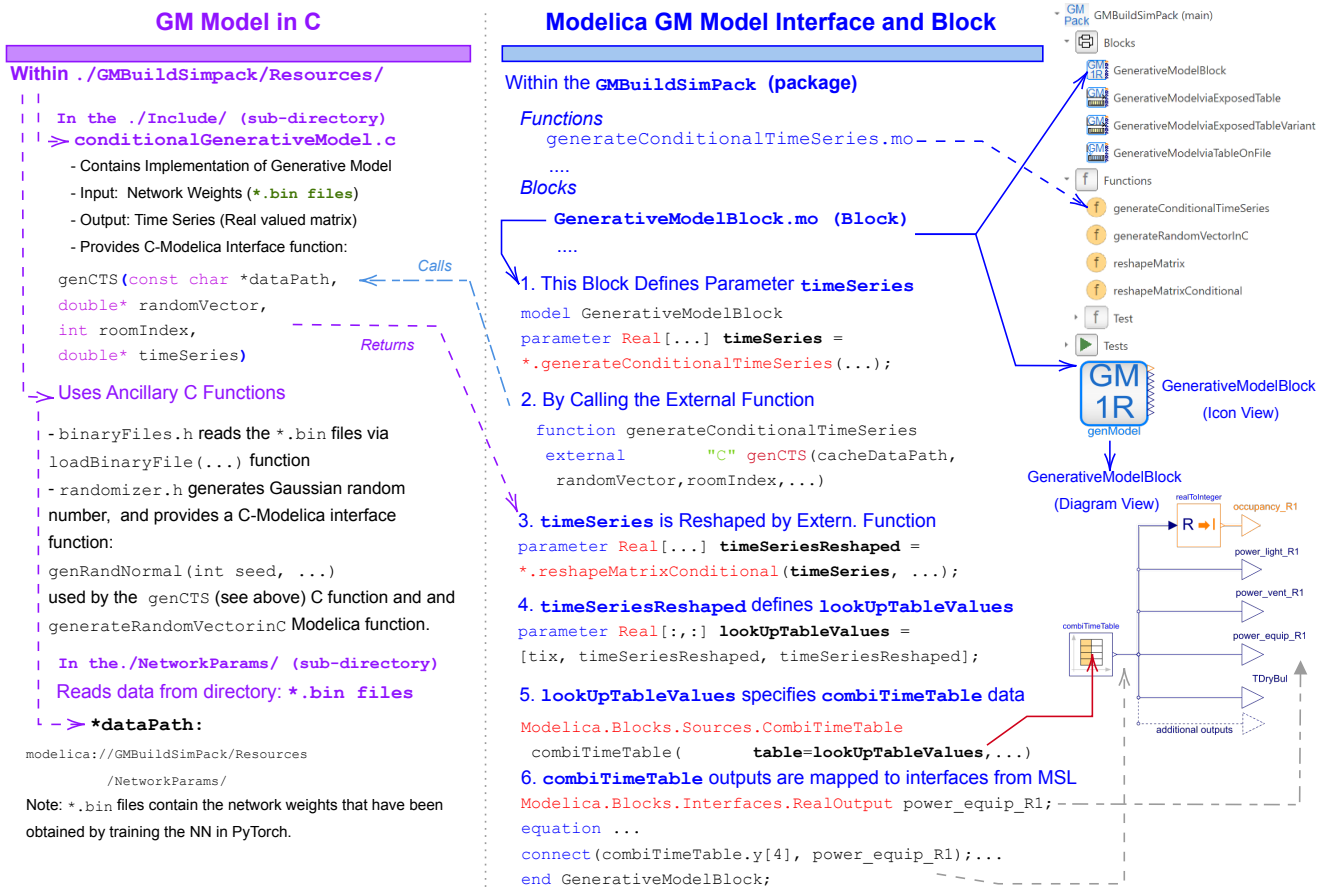 GM Model in C
Within ./GMBuildSimpack/Resources/
In the ./Include/ (sub-directory)
conditionalGenerativeModel.c
- Contains Implementation of Generative Model
- Input: Network Weights (*.bin files)
- Output: Time Series (Real valued matrix)
- Provides C-Modelica Interface function:
genCTS(const char *dataPath,
double* randomVector,
int roomIndex,
double* timeSeries)
Calls
Returns
Uses Ancillary C Functions
- binaryFiles.h reads the *.bin files via
loadBinaryFile(...) function
- randomizer.h generates Gaussian random
number, and provides a C-Modelica interface
function:
genRandNormal(int seed, ...)
used by the genCTS (see above) C function and and
generateRandomVectorinC Modelica function.
In the./NetworkParams/ (sub-directory)
Reads data from directory: *.bin files
*dataPath:
modelica://GMBuildSimPack/Resources
/NetworkParams/
Note: *.bin files contain the network weights that have been
obtained by training the NN in PyTorch.
Modelica GM Model Interface and Block
Within the GMBuildSimPack (package)
Functions
generateConditionalTimeSeries.mo
....
Blocks
GenerativeModelBlock.mo (Block)
....
1. This Block Defines Parameter timeSeries
model GenerativeModelBlock
parameter Real[...] timeSeries =
*.generateConditionalTimeSeries(...);
2. By Calling the External Function
function generateConditionalTimeSeries
external "C" genCTS(cacheDataPath,
randomVector,roomIndex,...)
3. timeSeries is Reshaped by Extern. Function
parameter Real[...] timeSeriesReshaped =
*.reshapeMatrixConditional(timeSeries, ...);
4. timeSeriesReshaped defines lookUpTableValues
parameter Real[:,:] lookUpTableValues =
[tix, timeSeriesReshaped, timeSeriesReshaped];
5. lookUpTableValues specifies combiTimeTable data
Modelica.Blocks.Sources.CombiTimeTable
combiTimeTable( table=lookUpTableValues,...)
6. combiTimeTable outputs are mapped to interfaces from MSL
Modelica.Blocks.Interfaces.RealOutput power_equip_R1;
equation ...
connect(combiTimeTable.y[4], power_equip_R1);...
end GenerativeModelBlock;
GM
Pack GMBuildSimPack (main)
Blocks
GM
1R GenerativeModelBlock
GM GenerativeModelviaExposedTable
GM GenerativeModelviaExposedTableVariant
GM GenerativeModelviaTableOnFile
f Functions
f generateConditionalTimeSeries
f generateRandomVectorInC
f reshapeMatrix
f reshapeMatrixConditional
f Test
Tests
GM
1R
genModel
GenerativeModelBlock
(Icon View)
GenerativeModelBlock
(Diagram View)
realToInteger
R I
occupancy_R1
power_light_R1
power_vent_R1
combiTimeTable
power_equip_R1
TDryBul
additional outputs